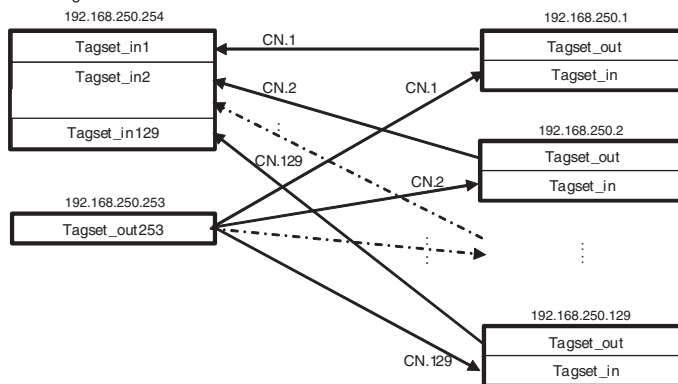 192.168.250.254
Tagset_in1
Tagset_in2
Tagset_in129
192.168.250.253
Tagset_out253
CN.1
CN.2
CN.129
CN.1
CN.2
CN.129
192.168.250.1
Tagset_out
Tagset_in
192.168.250.2
Tagset_out
Tagset_in
192.168.250.129
Tagset_out
Tagset_in